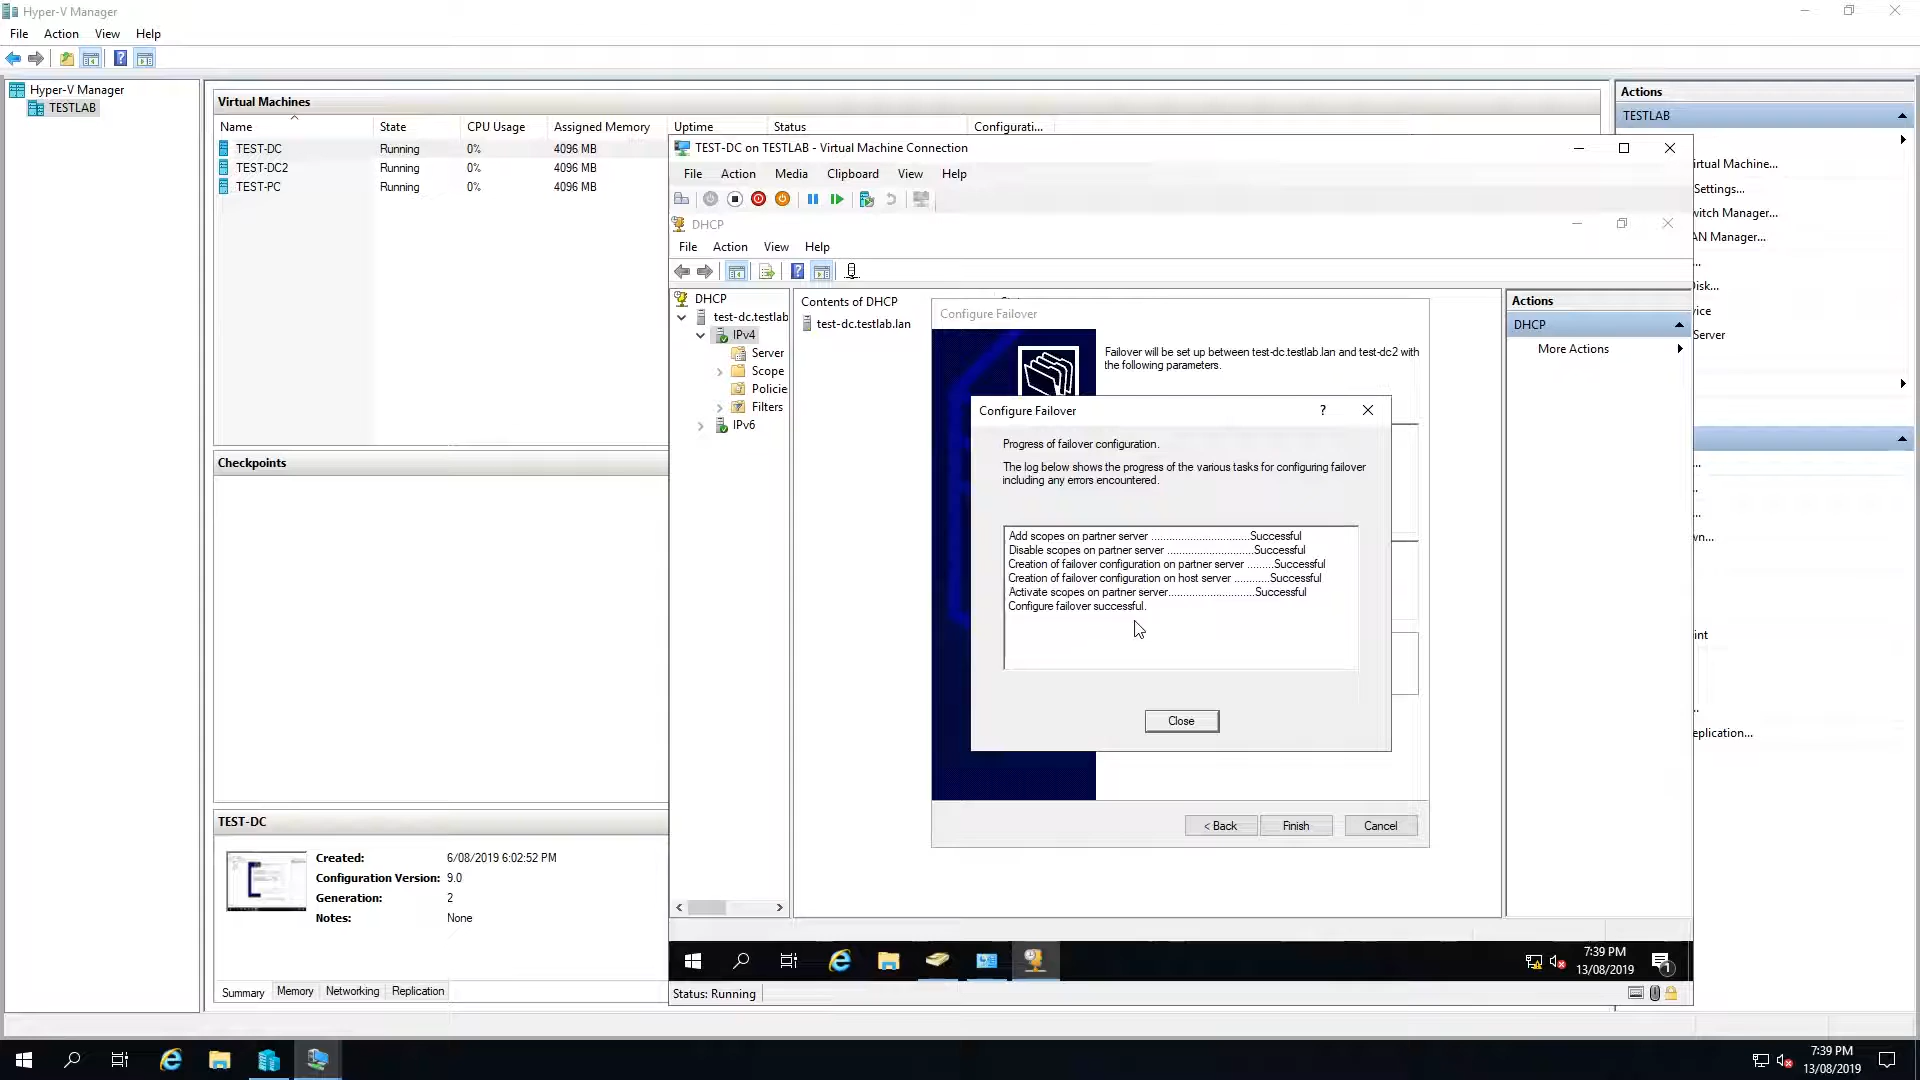 Hyper-V Manager
File Action View Help
Hyper-V Manager
TESTLAB
Virtual Machines
Name State CPU Usage Assigned Memory Uptime Status Configurati...
TEST-DC Running 0% 4096 MB
TEST-DC2 Running 0% 4096 MB
TEST-PC Running 0% 4096 MB
Checkpoints
TEST-DC
Created: 6/08/2019 6:02:52 PM
Configuration Version: 9.0
Generation: 2
Notes: None
Summary Memory Networking Replication
TEST-DC on TESTLAB - Virtual Machine Connection
File Action Media Clipboard View Help
DHCP
File Action View Help
DHCP
test-dc.testlab
IPv4
Server
Scope
Policie
Filters
IPv6
Contents of DHCP
test-dc.testlab.lan
Configure Failover
Failover will be set up between test-dc.testlab.lan and test-dc2 with
the following parameters.
Configure Failover
?
Progress of failover configuration.
The log below shows the progress of the various tasks for configuring failover
including any errors encountered.
Add scopes on partner server .................................Successful
Disable scopes on partner server .............................Successful
Creation of failover configuration on partner server .........Successful
Creation of failover configuration on host server ............Successful
Activate scopes on partner server.............................Successful
Configure failover successful.
Close
< Back Finish Cancel
Actions
DHCP
More Actions
7:39 PM
13/08/2019
1
Status: Running
Actions
TESTLAB
irtual Machine...
Settings...
witch Manager...
AN Manager...
...
Disk...
vice
Server
...
...
...
wn...
int
...
eplication...
7:39 PM
13/08/2019